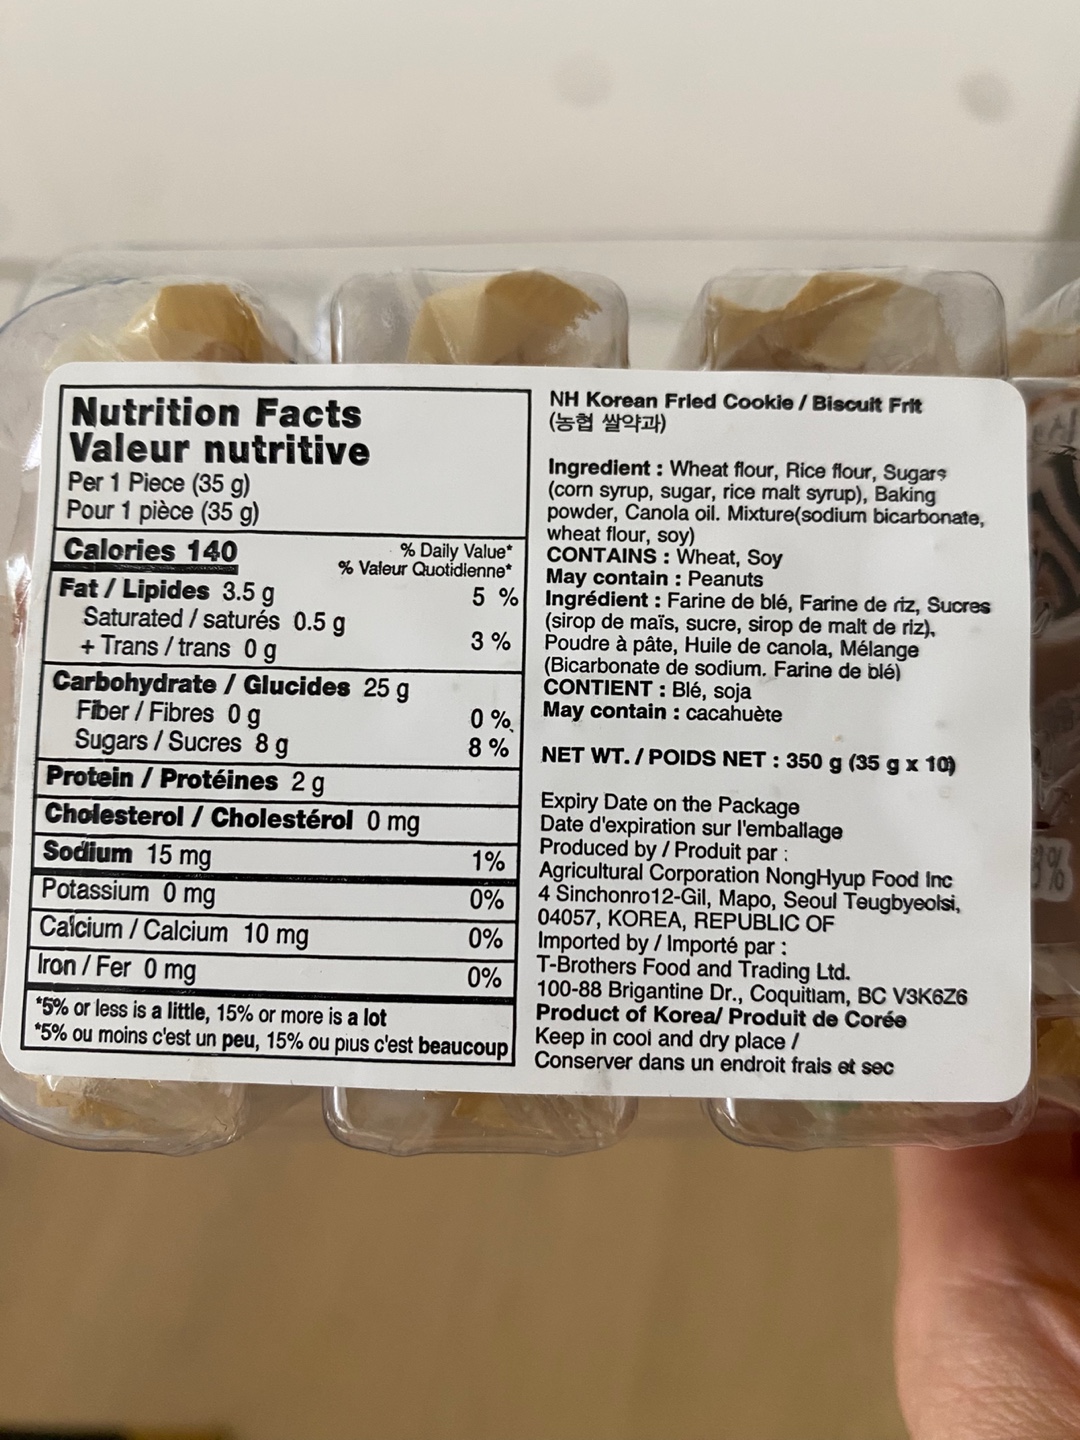 Nutrition Facts
Valeur nutritive
Per 1 Piece (35 g)
Pour 1 pièce (35 g)
Calories 140
% Daily Value*
% Valeur Quotidienne*
Fat / Lipides 3.5 g 5 %
Saturated / saturés 0.5 g
+ Trans / trans 0 g 3 %
Carbohydrate / Glucides 25 g
Fiber / Fibres 0 g 0 %
Sugars / Sucres 8 g 8 %
Protein / Protéines 2 g
Cholesterol / Cholestérol 0 mg
Sodium 15 mg 1%
Potassium 0 mg 0%
Calcium / Calcium 10 mg 0%
Iron / Fer 0 mg 0%
*5% or less is a little, 15% or more is a lot
*5% ou moins c'est un peu, 15% ou plus c'est beaucoup
NH Korean Fried Cookie / Biscuit Frit
(농협 쌀약과)
Ingredient : Wheat flour, Rice flour, Sugars
(corn syrup, sugar, rice malt syrup), Baking
powder, Canola oil. Mixture(sodium bicarbonate,
wheat flour, soy)
CONTAINS : Wheat, Soy
May contain : Peanuts
Ingrédient : Farine de blé, Farine de riz, Sucres
(sirop de maïs, sucre, sirop de malt de riz),
Poudre à pâte, Huile de canola, Mélange
(Bicarbonate de sodium. Farine de blé)
CONTIENT : Blé, soja
May contain : cacahuète
NET WT. / POIDS NET : 350 g (35 g x 10)
Expiry Date on the Package
Date d'expiration sur l'emballage
Produced by / Produit par :
Agricultural Corporation NongHyup Food Inc
4 Sinchonro12-Gil, Mapo, Seoul Teugbyeolsi,
04057, KOREA, REPUBLIC OF
Imported by / Importé par :
T-Brothers Food and Trading Ltd.
100-88 Brigantine Dr., Coquitlam, BC V3K6Z6
Product of Korea/ Produit de Corée
Keep in cool and dry place /
Conserver dans un endroit frais et sec